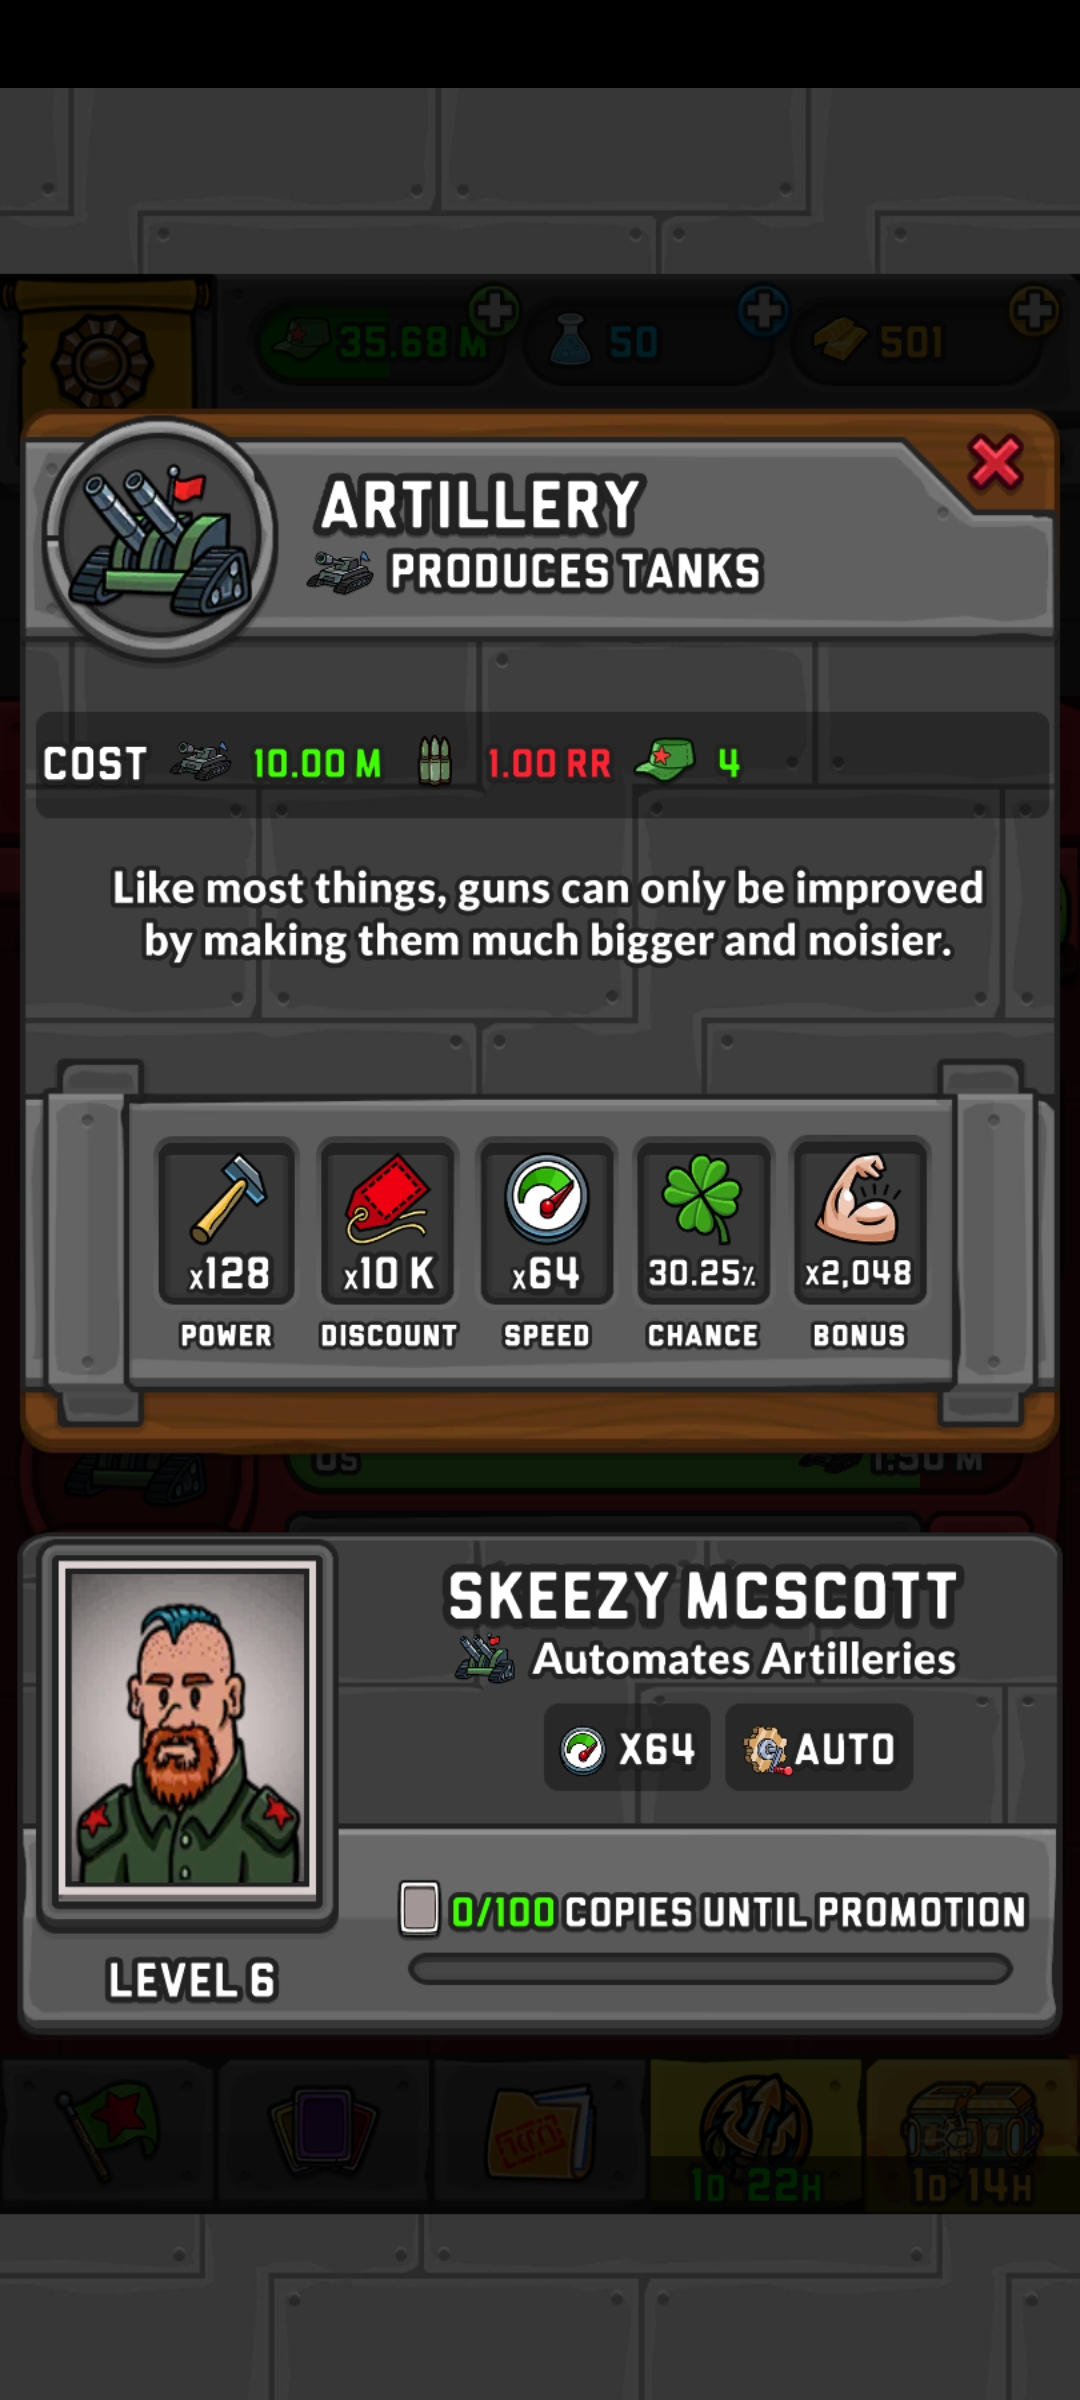 35.68 M
50
501
ARTILLERY
PRODUCES TANKS
COST 10.00 M 1.00 RR 4
Like most things, guns can only be improved
by making them much bigger and noisier.
x128 x10 K x64 30.25% x2,048
POWER DISCOUNT SPEED CHANCE BONUS
SKEEZY MCSCOTT
Automates Artilleries
X64 AUTO
0/100 COPIES UNTIL PROMOTION
LEVEL 6
1D 22H
1D 14H